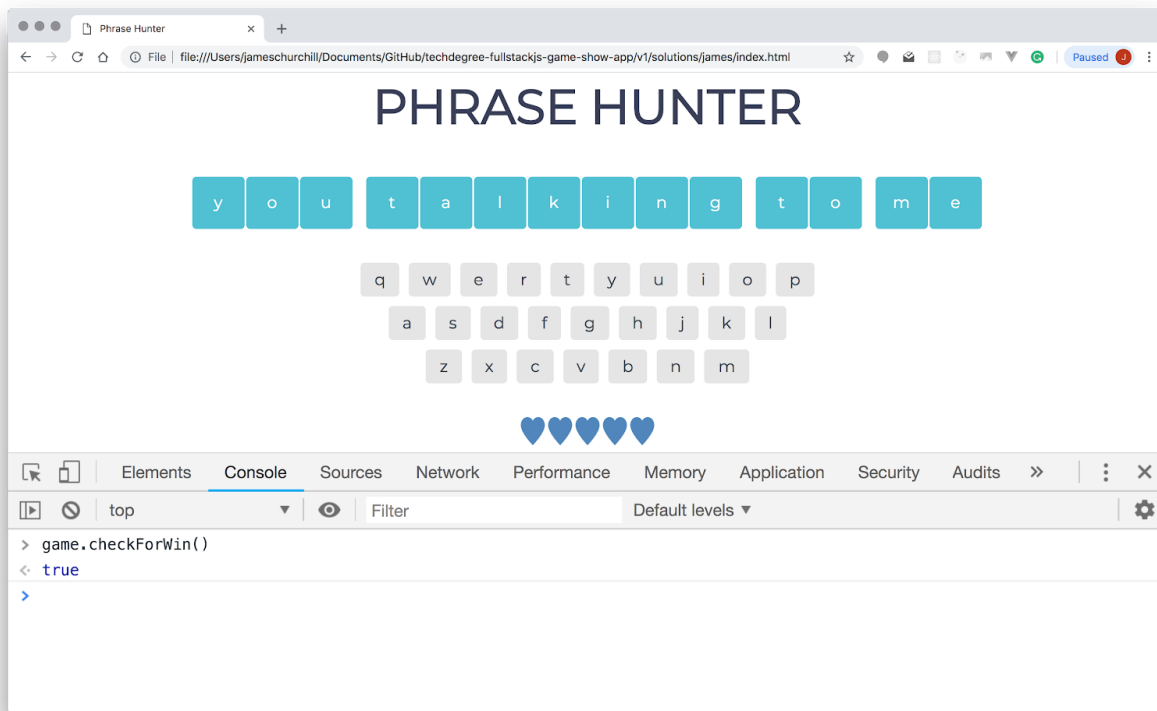 Phrase Hunter
File file:///Users/jameschurchill/Documents/GitHub/techdegree-fullstackjs-game-show-app/v1/solutions/james/index.html Paused J
PHRASE HUNTER
y o u t a l k i n g t o m e
q w e r t y u i o p
a s d f g h j k l
z x c v b n m
Elements Console Sources Network Performance Memory Application Security Audits
top Filter Default levels
game.checkForWin()
true